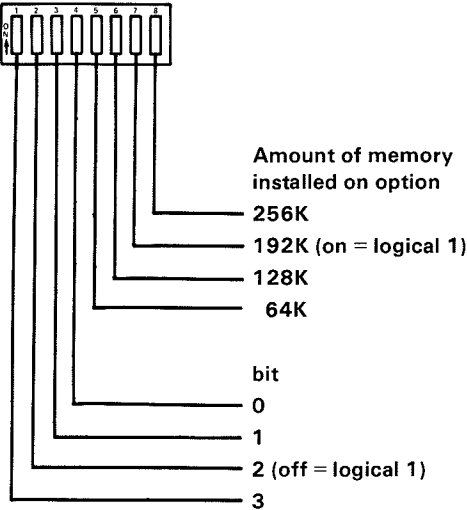 1 2 3 4 5 6 7 8
ON
Amount of memory
installed on option
256K
192K (on = logical 1)
128K
64K
bit
0
1
2 (off = logical 1)
3